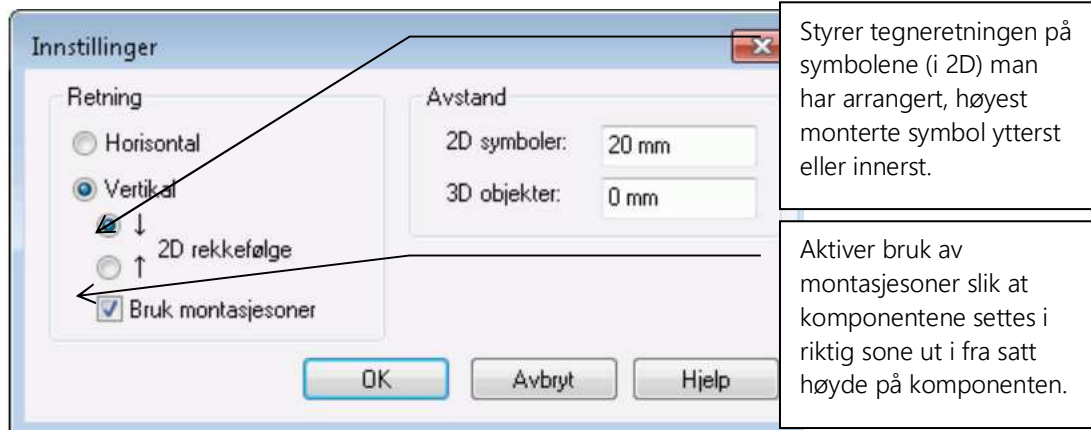 Innstillinger
Retning
Horisontal
Vertikal
↓
2D rekkefølge
↑
Bruk montasjesoner
Avstand
2D symboler: 20 mm
3D objekter: 0 mm
OK Avbryt Hjelp
Styrer tegneretningen på
symbolene (i 2D) man
har arrangert, høyest
monterte symbol ytterst
eller innerst.
Aktiver bruk av
montasjesoner slik at
komponentene settes i
riktig sone ut i fra satt
høyde på komponenten.